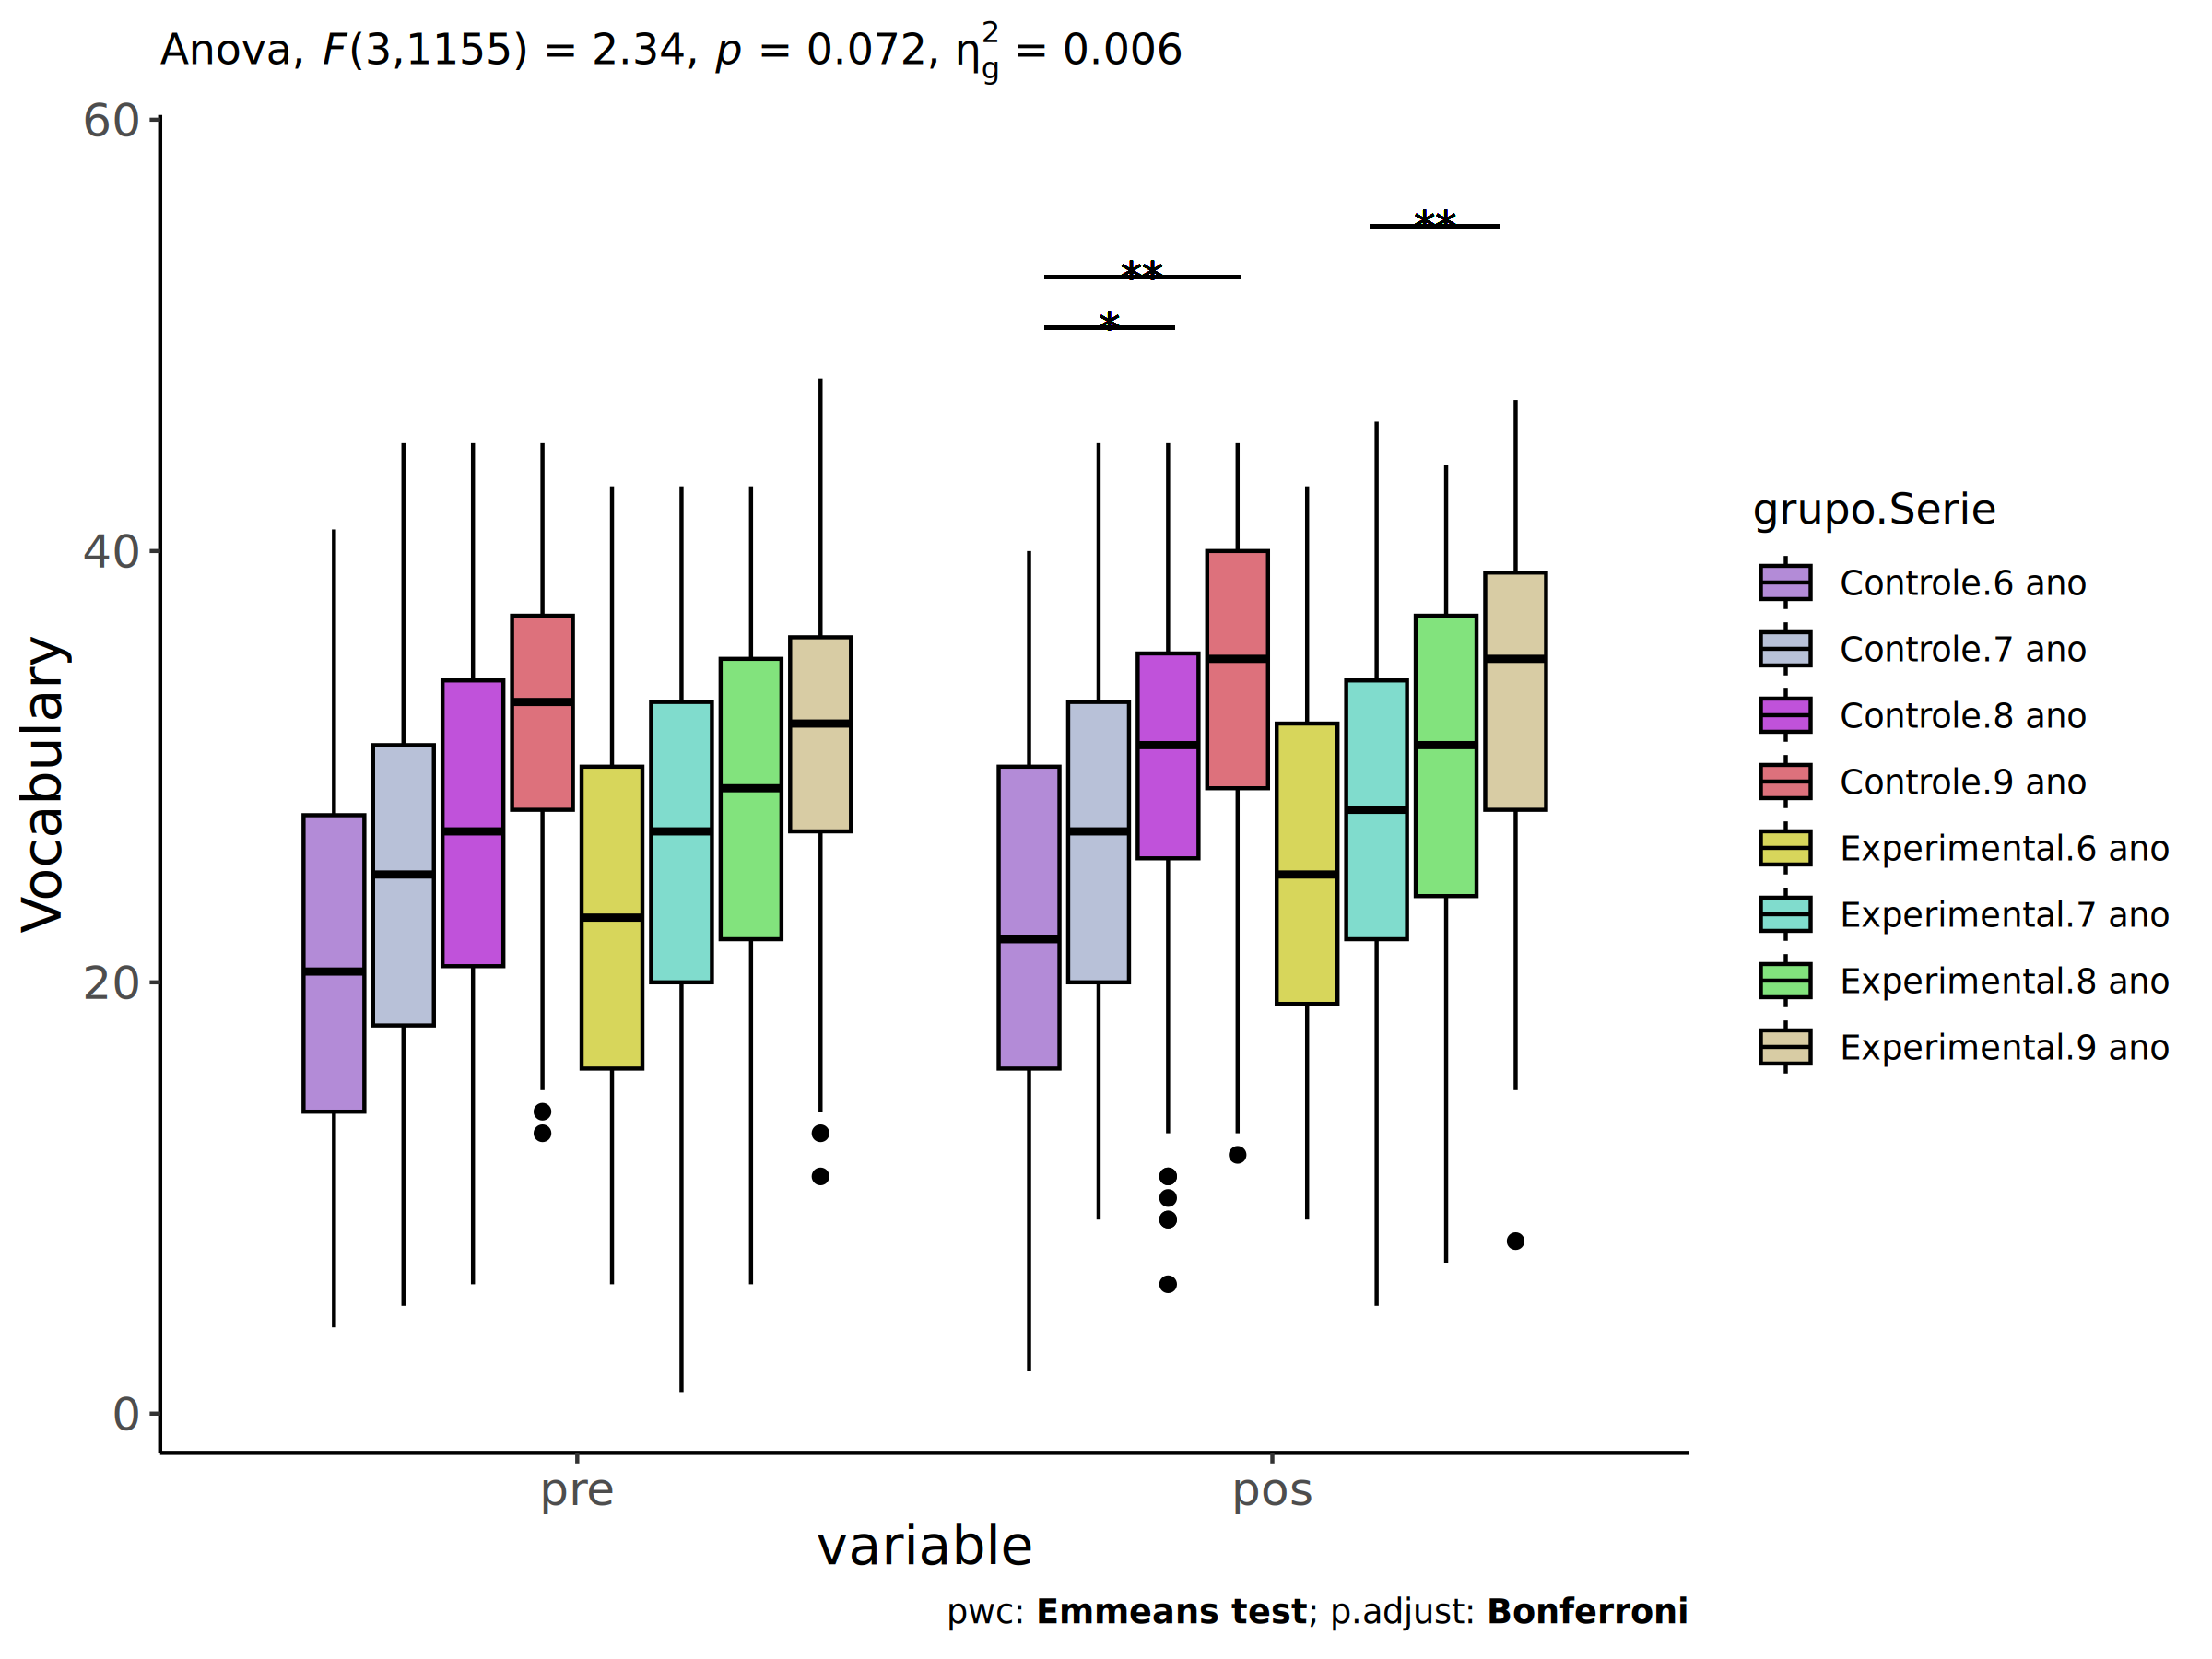 Anova, F(3,1155) = 2.34, p = 0.072, η²g = 0.006
60
40
20
0
Vocabulary
**
**
*
pre
pos
variable
pwc: Emmeans test; p.adjust: Bonferroni
grupo.Serie
Controle.6 ano
Controle.7 ano
Controle.8 ano
Controle.9 ano
Experimental.6 ano
Experimental.7 ano
Experimental.8 ano
Experimental.9 ano